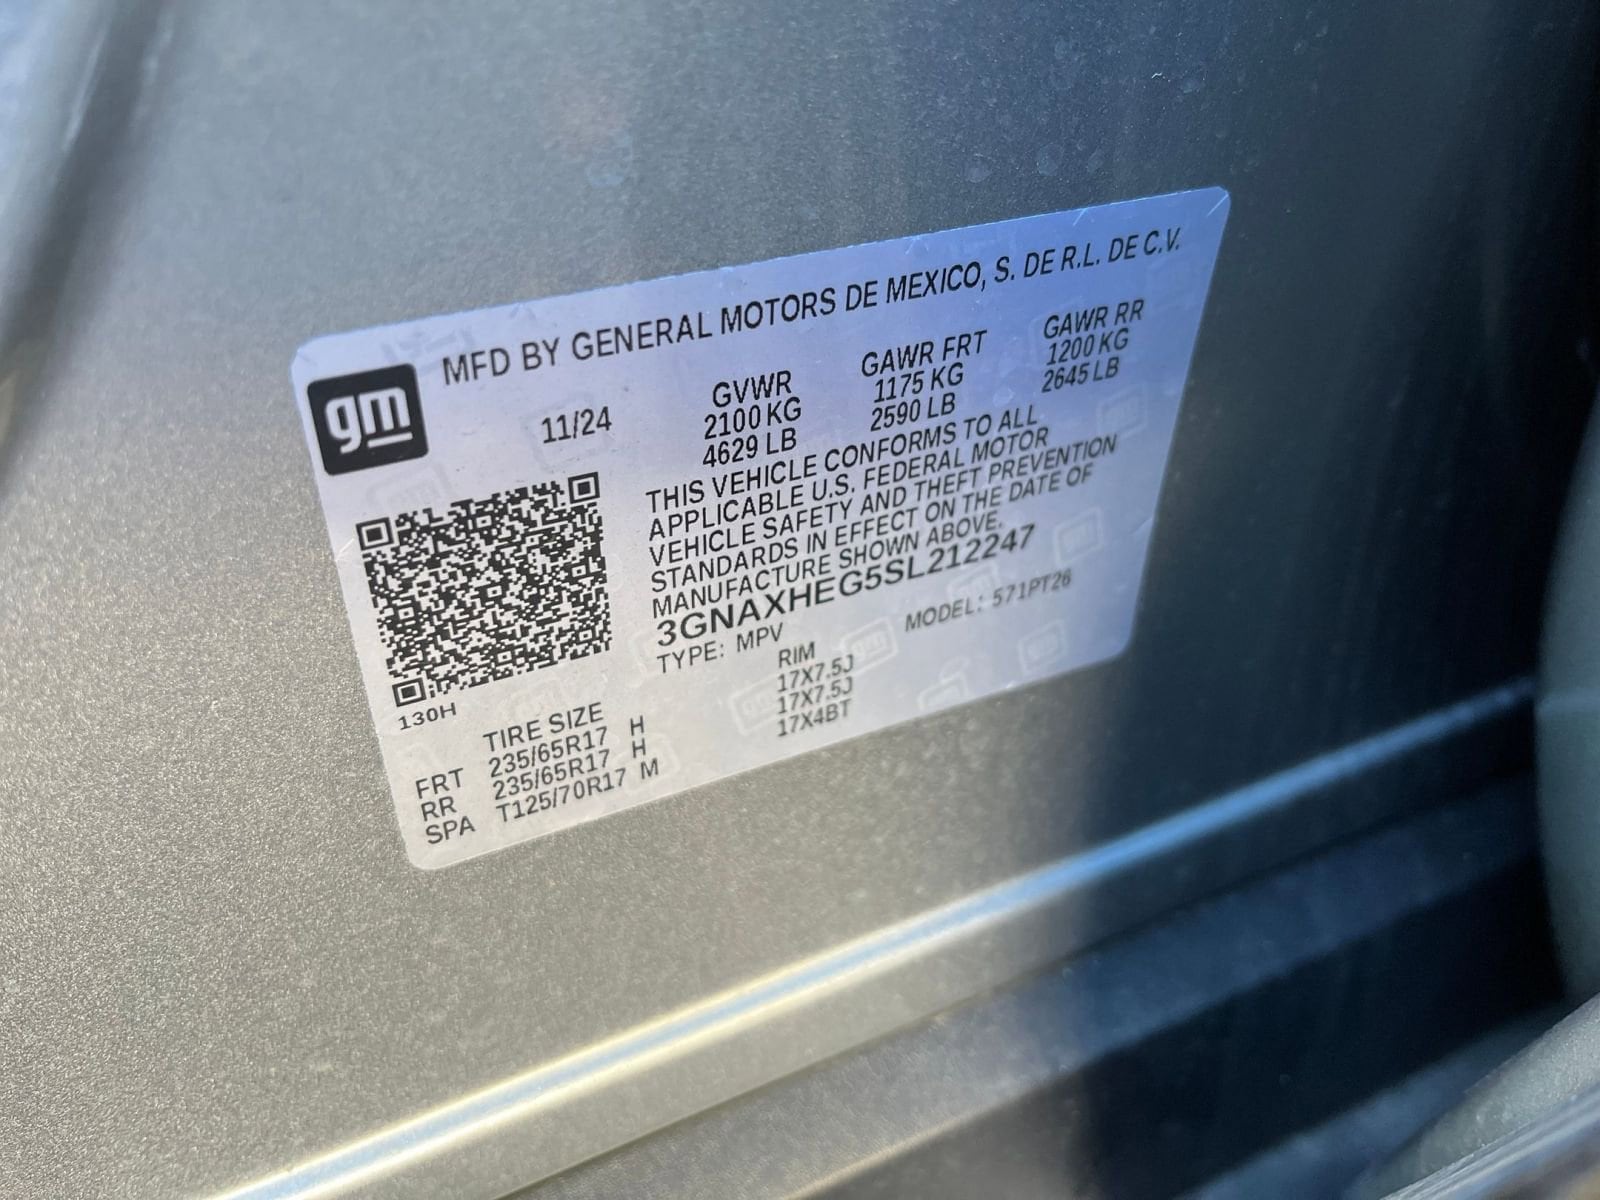 MFD BY GENERAL MOTORS DE MEXICO, S. DE R.L. DE C.V.
gm
11/24
GVWR GAWR FRT GAWR RR
2100 KG 1175 KG 1200 KG
4629 LB 2590 LB 2645 LB
THIS VEHICLE CONFORMS TO ALL
APPLICABLE U.S. FEDERAL MOTOR
VEHICLE SAFETY AND THEFT PREVENTION
STANDARDS IN EFFECT ON THE DATE OF
MANUFACTURE SHOWN ABOVE.
3GNAXHEG5SL212247
TYPE: MPV MODEL: 571PT26
130H
TIRE SIZE RIM
FRT 235/65R17 H 17X7.5J
RR 235/65R17 H 17X7.5J
SPA T125/70R17 M 17X4BT